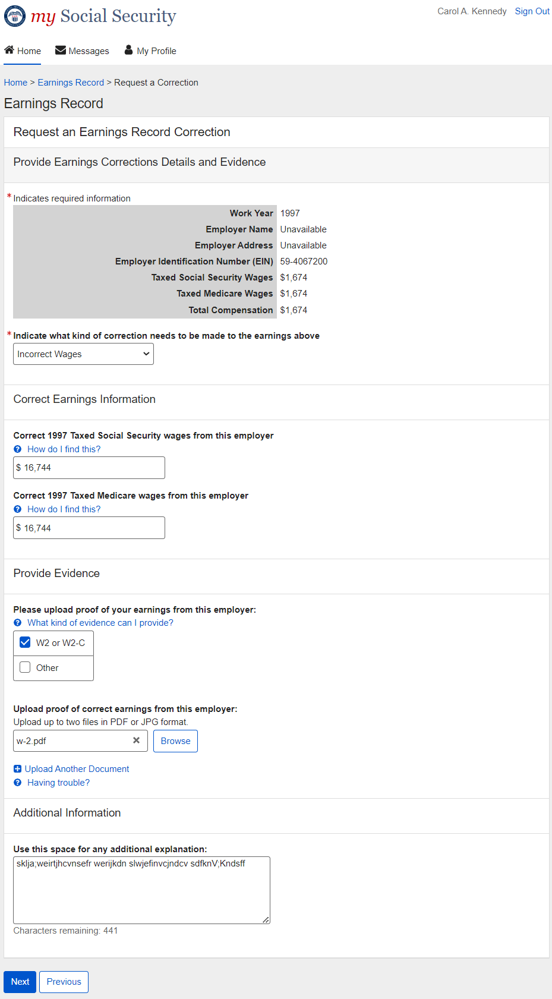 my Social Security
Carol A. Kennedy Sign Out
Home Messages My Profile
Home > Earnings Record > Request a Correction
Earnings Record
Request an Earnings Record Correction
Provide Earnings Corrections Details and Evidence
* Indicates required information
Work Year 1997
Employer Name Unavailable
Employer Address Unavailable
Employer Identification Number (EIN) 59-4067200
Taxed Social Security Wages $1,674
Taxed Medicare Wages $1,674
Total Compensation $1,674
* Indicate what kind of correction needs to be made to the earnings above
Incorrect Wages
Correct Earnings Information
Correct 1997 Taxed Social Security wages from this employer
How do I find this?
$ 16,744
Correct 1997 Taxed Medicare wages from this employer
How do I find this?
$ 16,744
Provide Evidence
Please upload proof of your earnings from this employer:
What kind of evidence can I provide?
W2 or W2-C
Other
Upload proof of correct earnings from this employer:
Upload up to two files in PDF or JPG format.
w-2.pdf Browse
Upload Another Document
Having trouble?
Additional Information
Use this space for any additional explanation:
sklja;weirtjhcvnsefr werijkdn slwjefinvcjndcv sdfknV;Kndsff
Characters remaining: 441
Next Previous